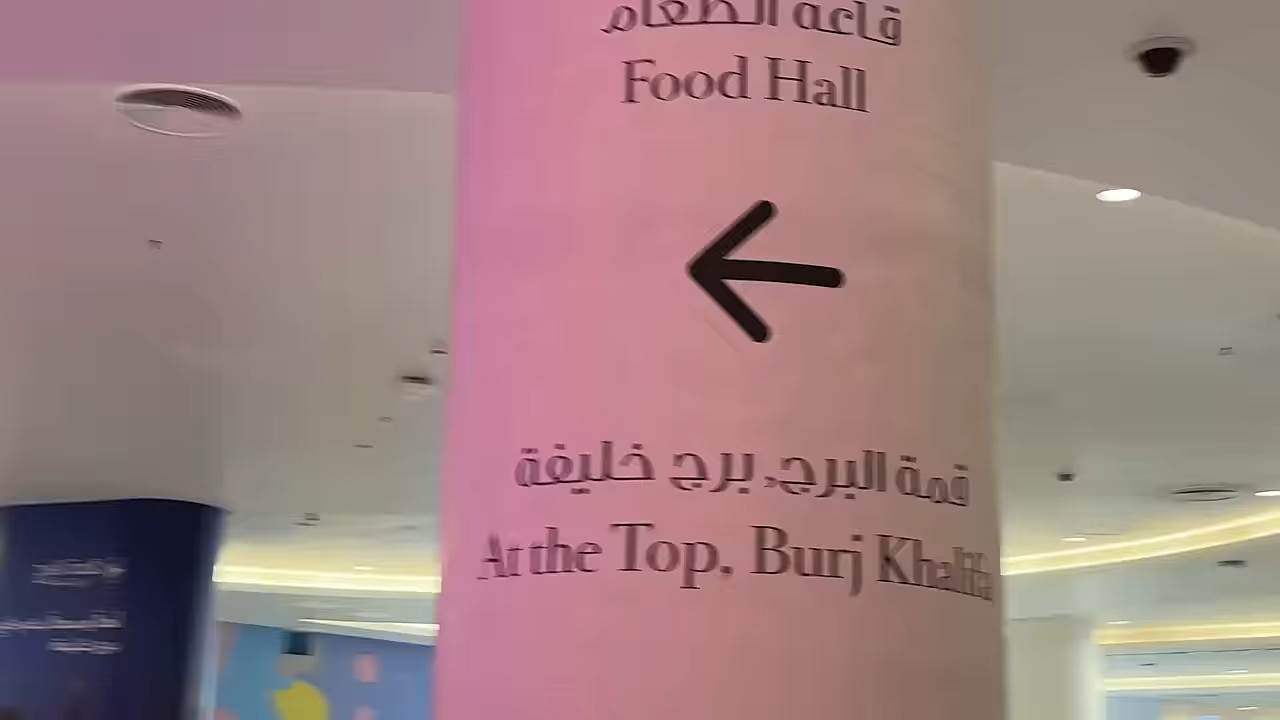 قاعة الطعام
Food Hall
قمة البرج، برج خليفة
At the Top, Burj Khalifa